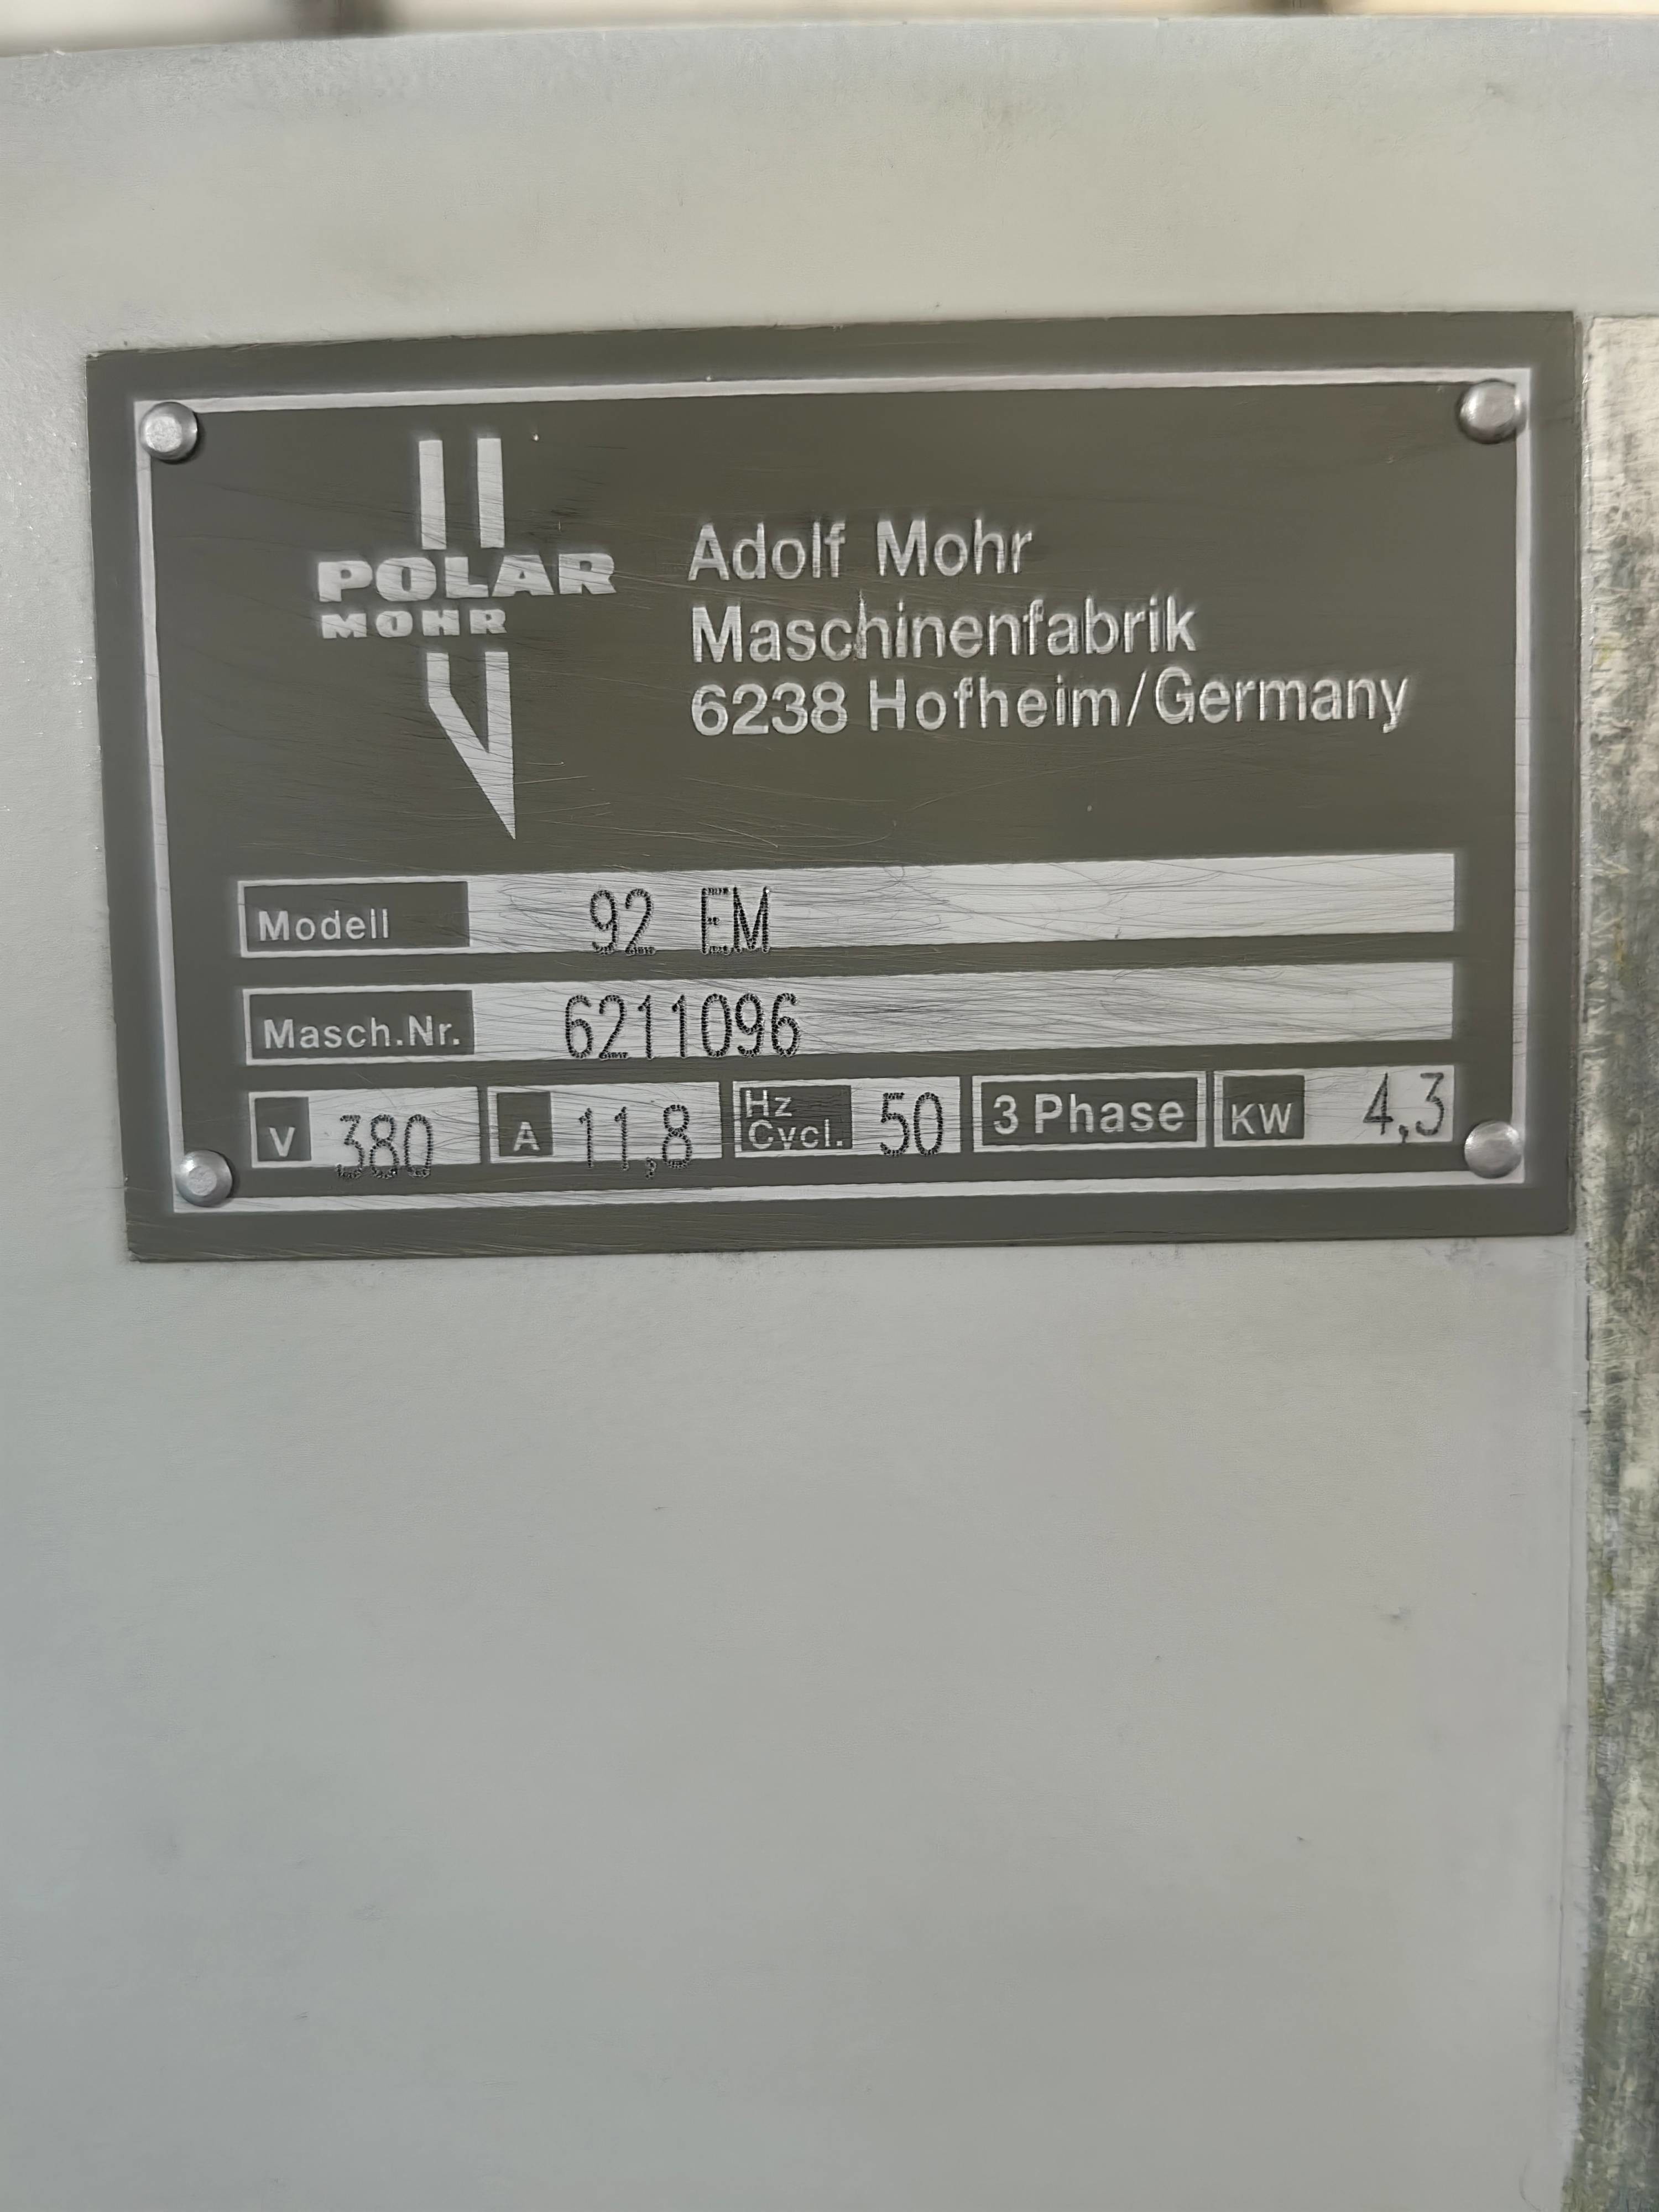 POLAR
MOHR
Adolf Mohr
Maschinenfabrik
6238 Hofheim/Germany
Modell 92 EM
Masch.Nr. 6211096
V 380 A 11,8 Hz Cycl. 50 3 Phase KW 4,3